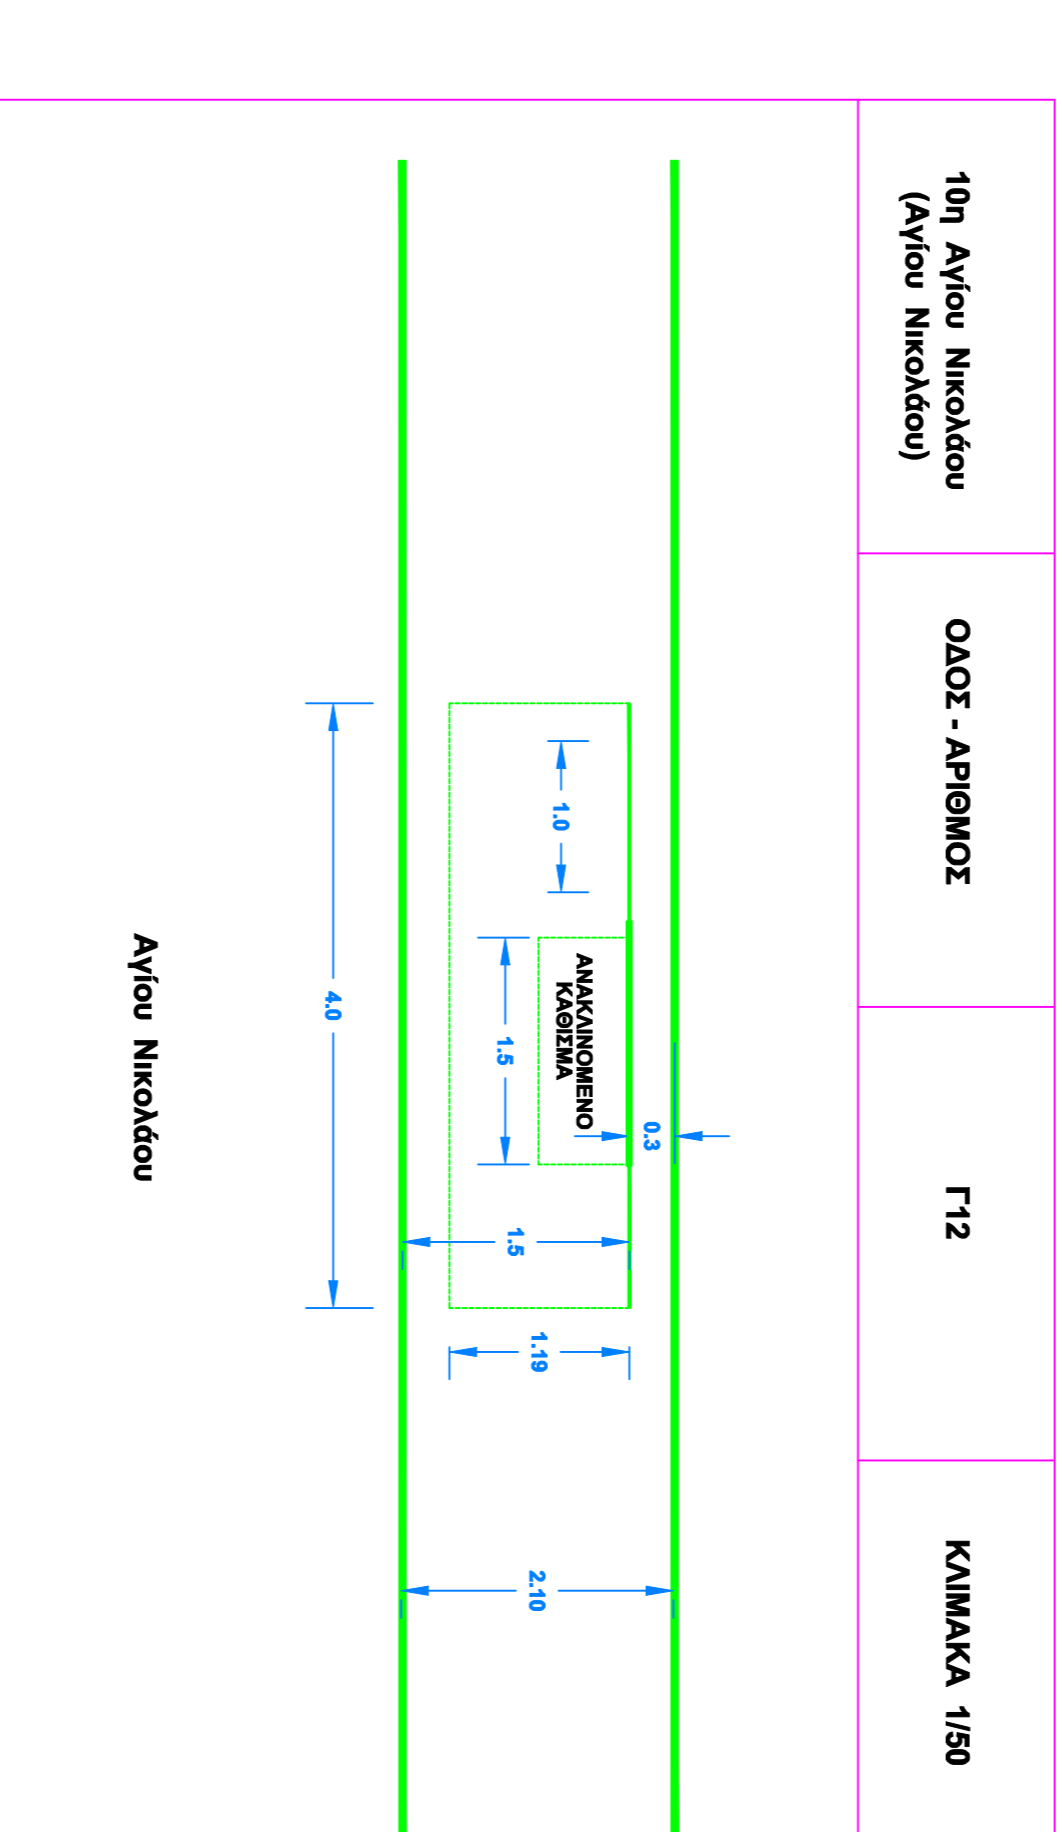 10η Αγίου Νικολάου
(Αγίου Νικολάου)
ΟΔΟΣ - ΑΡΙΘΜΟΣ
Γ12
ΚΛΙΜΑΚΑ 1/50
0.3
ΑΝΑΚΛΙΝΟΜΕΝΟ
ΚΑΘΙΣΜΑ
1.0
1.5
1.5
1.19
2.10
4.0
Αγίου Νικολάου